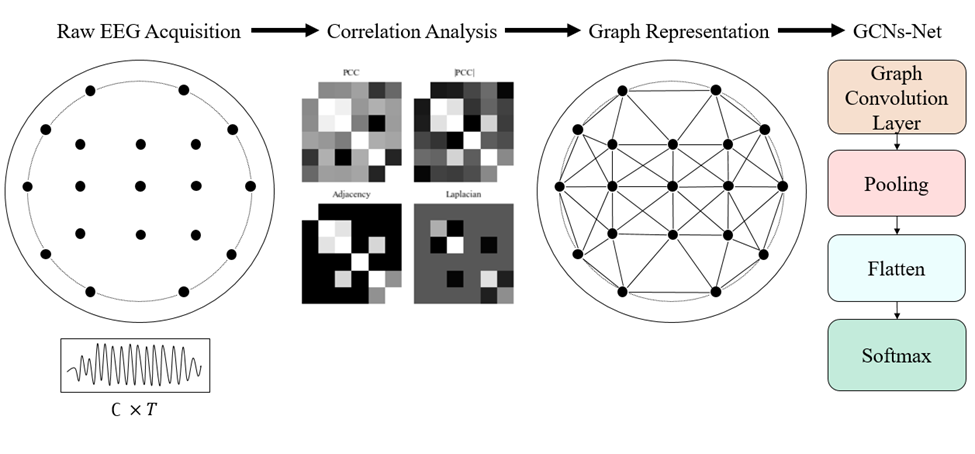 Raw EEG Acquisition
Correlation Analysis
Graph Representation
GCNs-Net
PCC
|PCC|
Adjacency
Laplacian
C × T
Graph
Convolution
Layer
Pooling
Flatten
Softmax